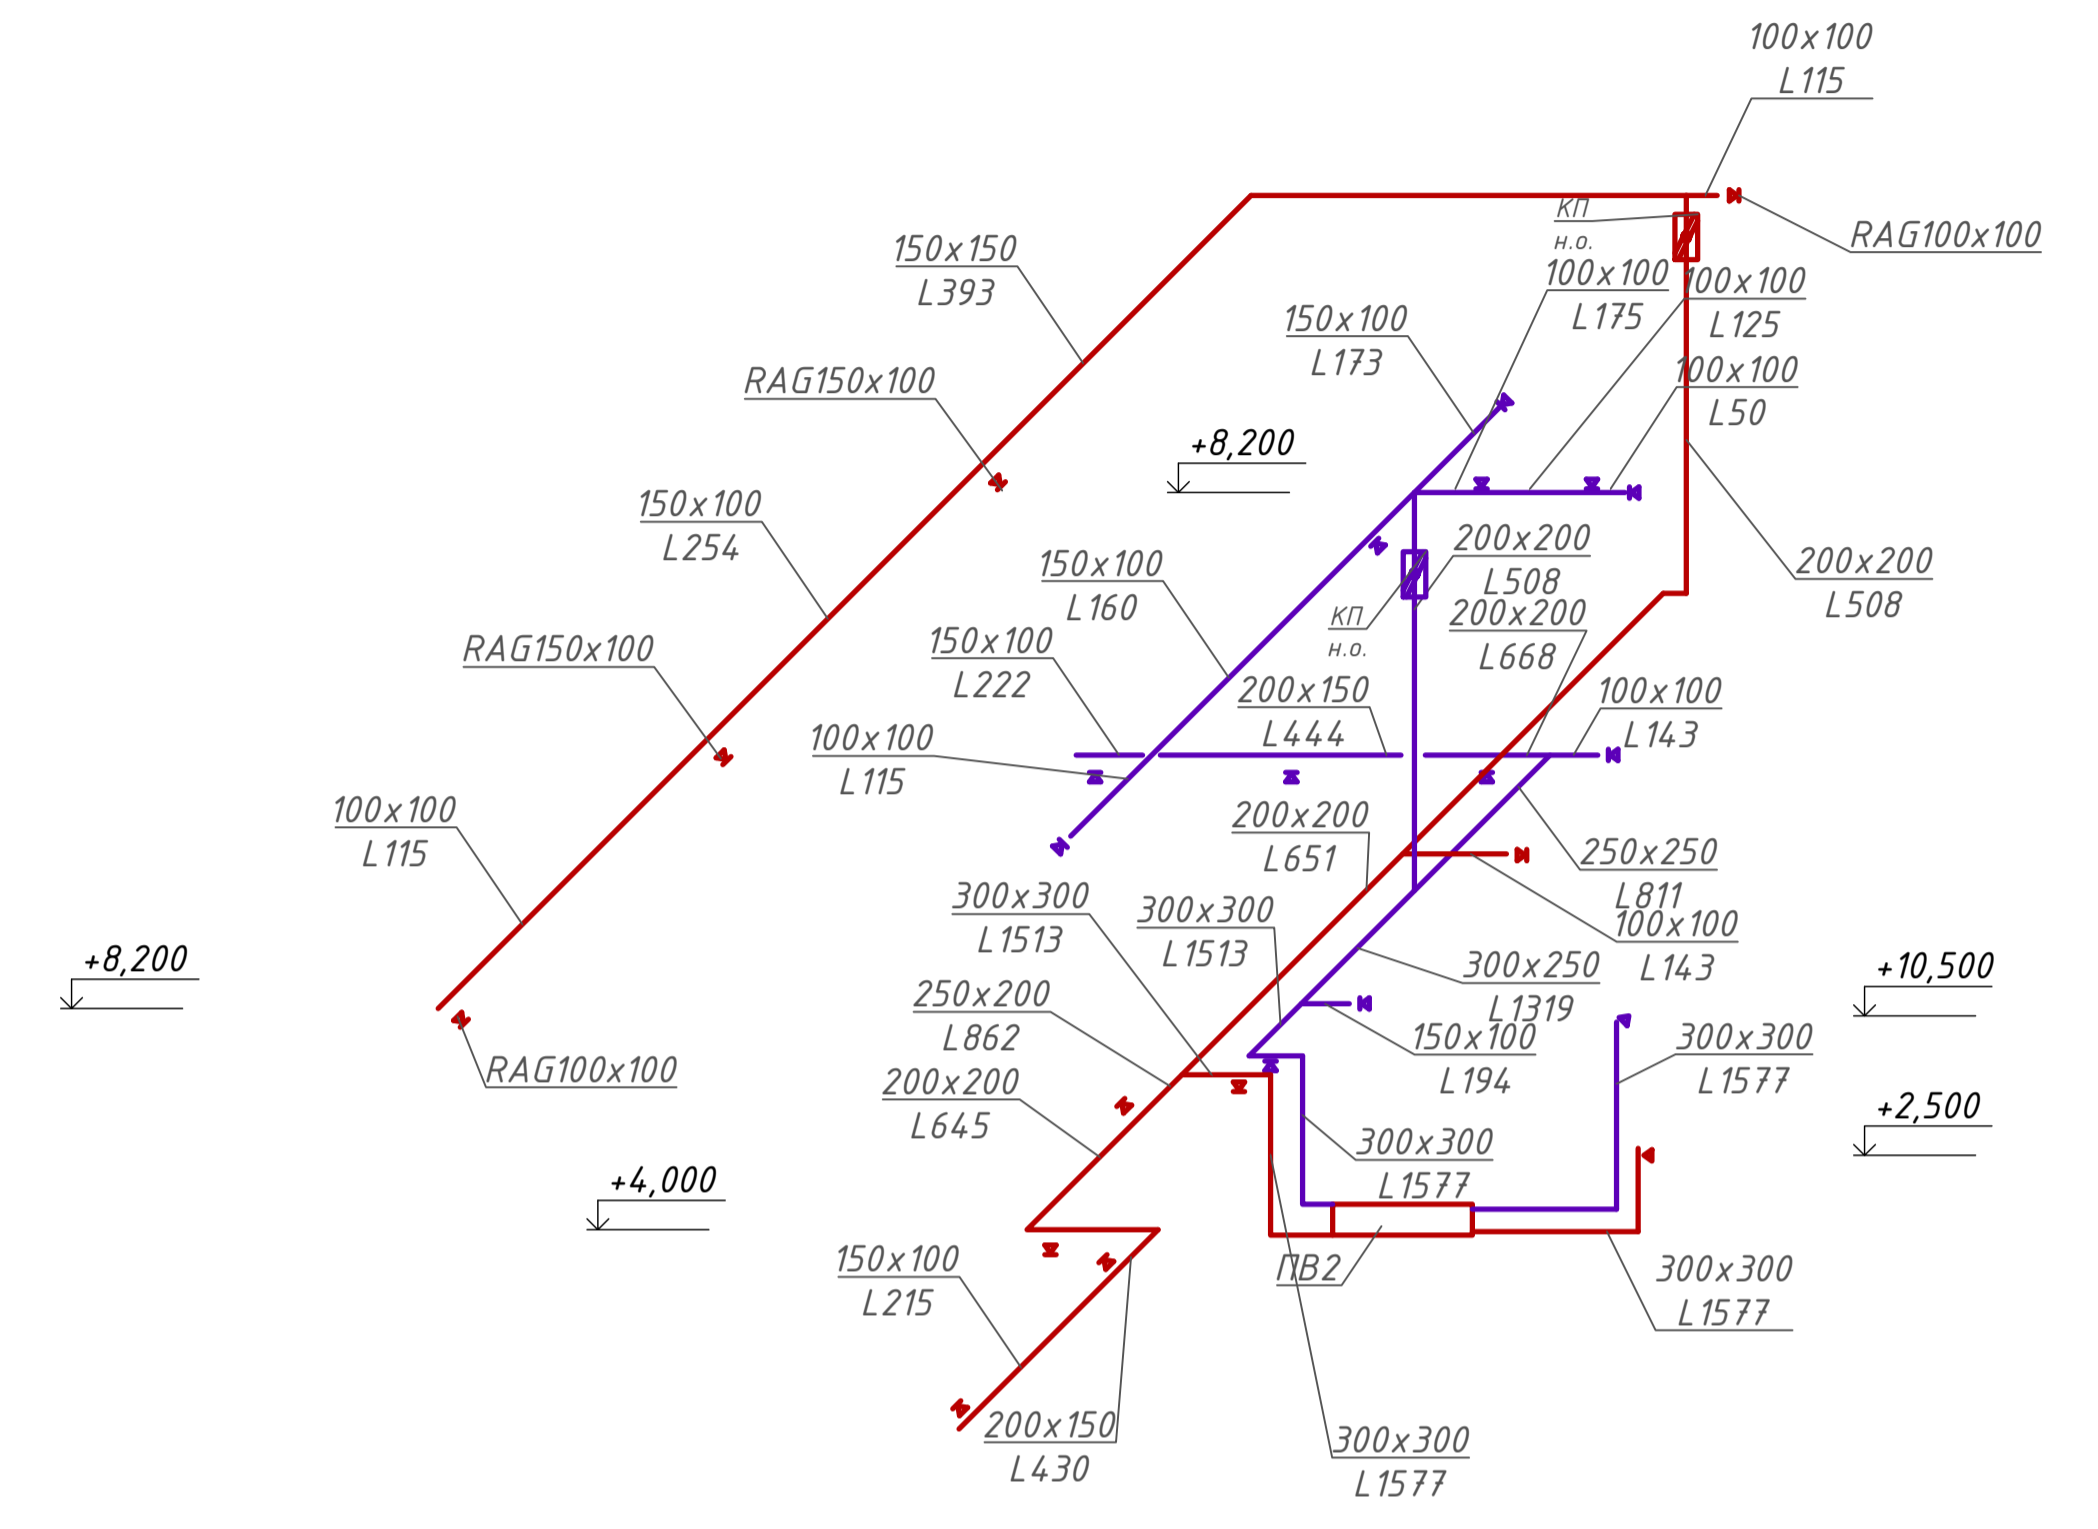 100x100
L115
КП
н.о.
RAG100x100
150x150
L393
100x100
L175
100x100
L125
150x100
L173
RAG150x100
100x100
L50
+8,200
150x100
L254
200x200
L508
200x200
L508
150x100
L160
КП
н.о.
200x200
L668
RAG150x100
150x100
L222
200x150
L444
100x100
L143
100x100
L115
100x100
L115
200x200
L651
250x250
L811
300x300
L1513
300x300
L1513
100x100
L143
+8,200
300x250
L1319
+10,500
250x200
L862
150x100
L194
300x300
L1577
RAG100x100
200x200
L645
+2,500
300x300
L1577
+4,000
150x100
L215
ПВ2
300x300
L1577
200x150
L430
300x300
L1577